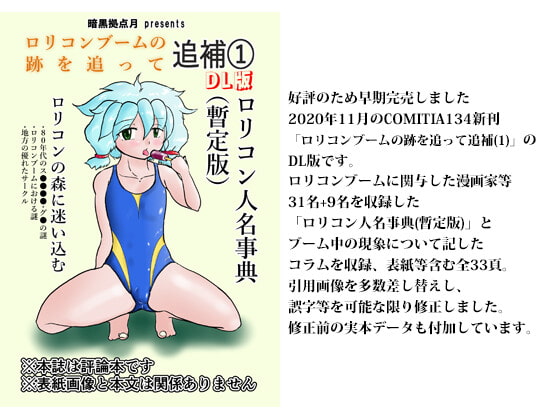 暗黒拠点月 presents
ロリコンブームの
跡を追って
追補①
DL版
ロリコン人名事典
(暫定版)
ロリコンの森に迷い込む
・80年代のス●●●●・グ●の謎
・ロリコンブームにおける謎
・地方の優れたサークル
※本誌は評論本です
※表紙画像と本文は関係ありません
好評のため早期完売しました
2020年11月のCOMITIA134新刊
「ロリコンブームの跡を追って追補(1)」の
DL版です。
ロリコンブームに関与した漫画家等
31名+9名を収録した
「ロリコン人名事典(暫定版)」と
ブーム中の現象について記した
コラムを収録、表紙等含む全33頁。
引用画像を多数差し替えし、
誤字等を可能な限り修正しました。
修正前の実本データも付加しています。